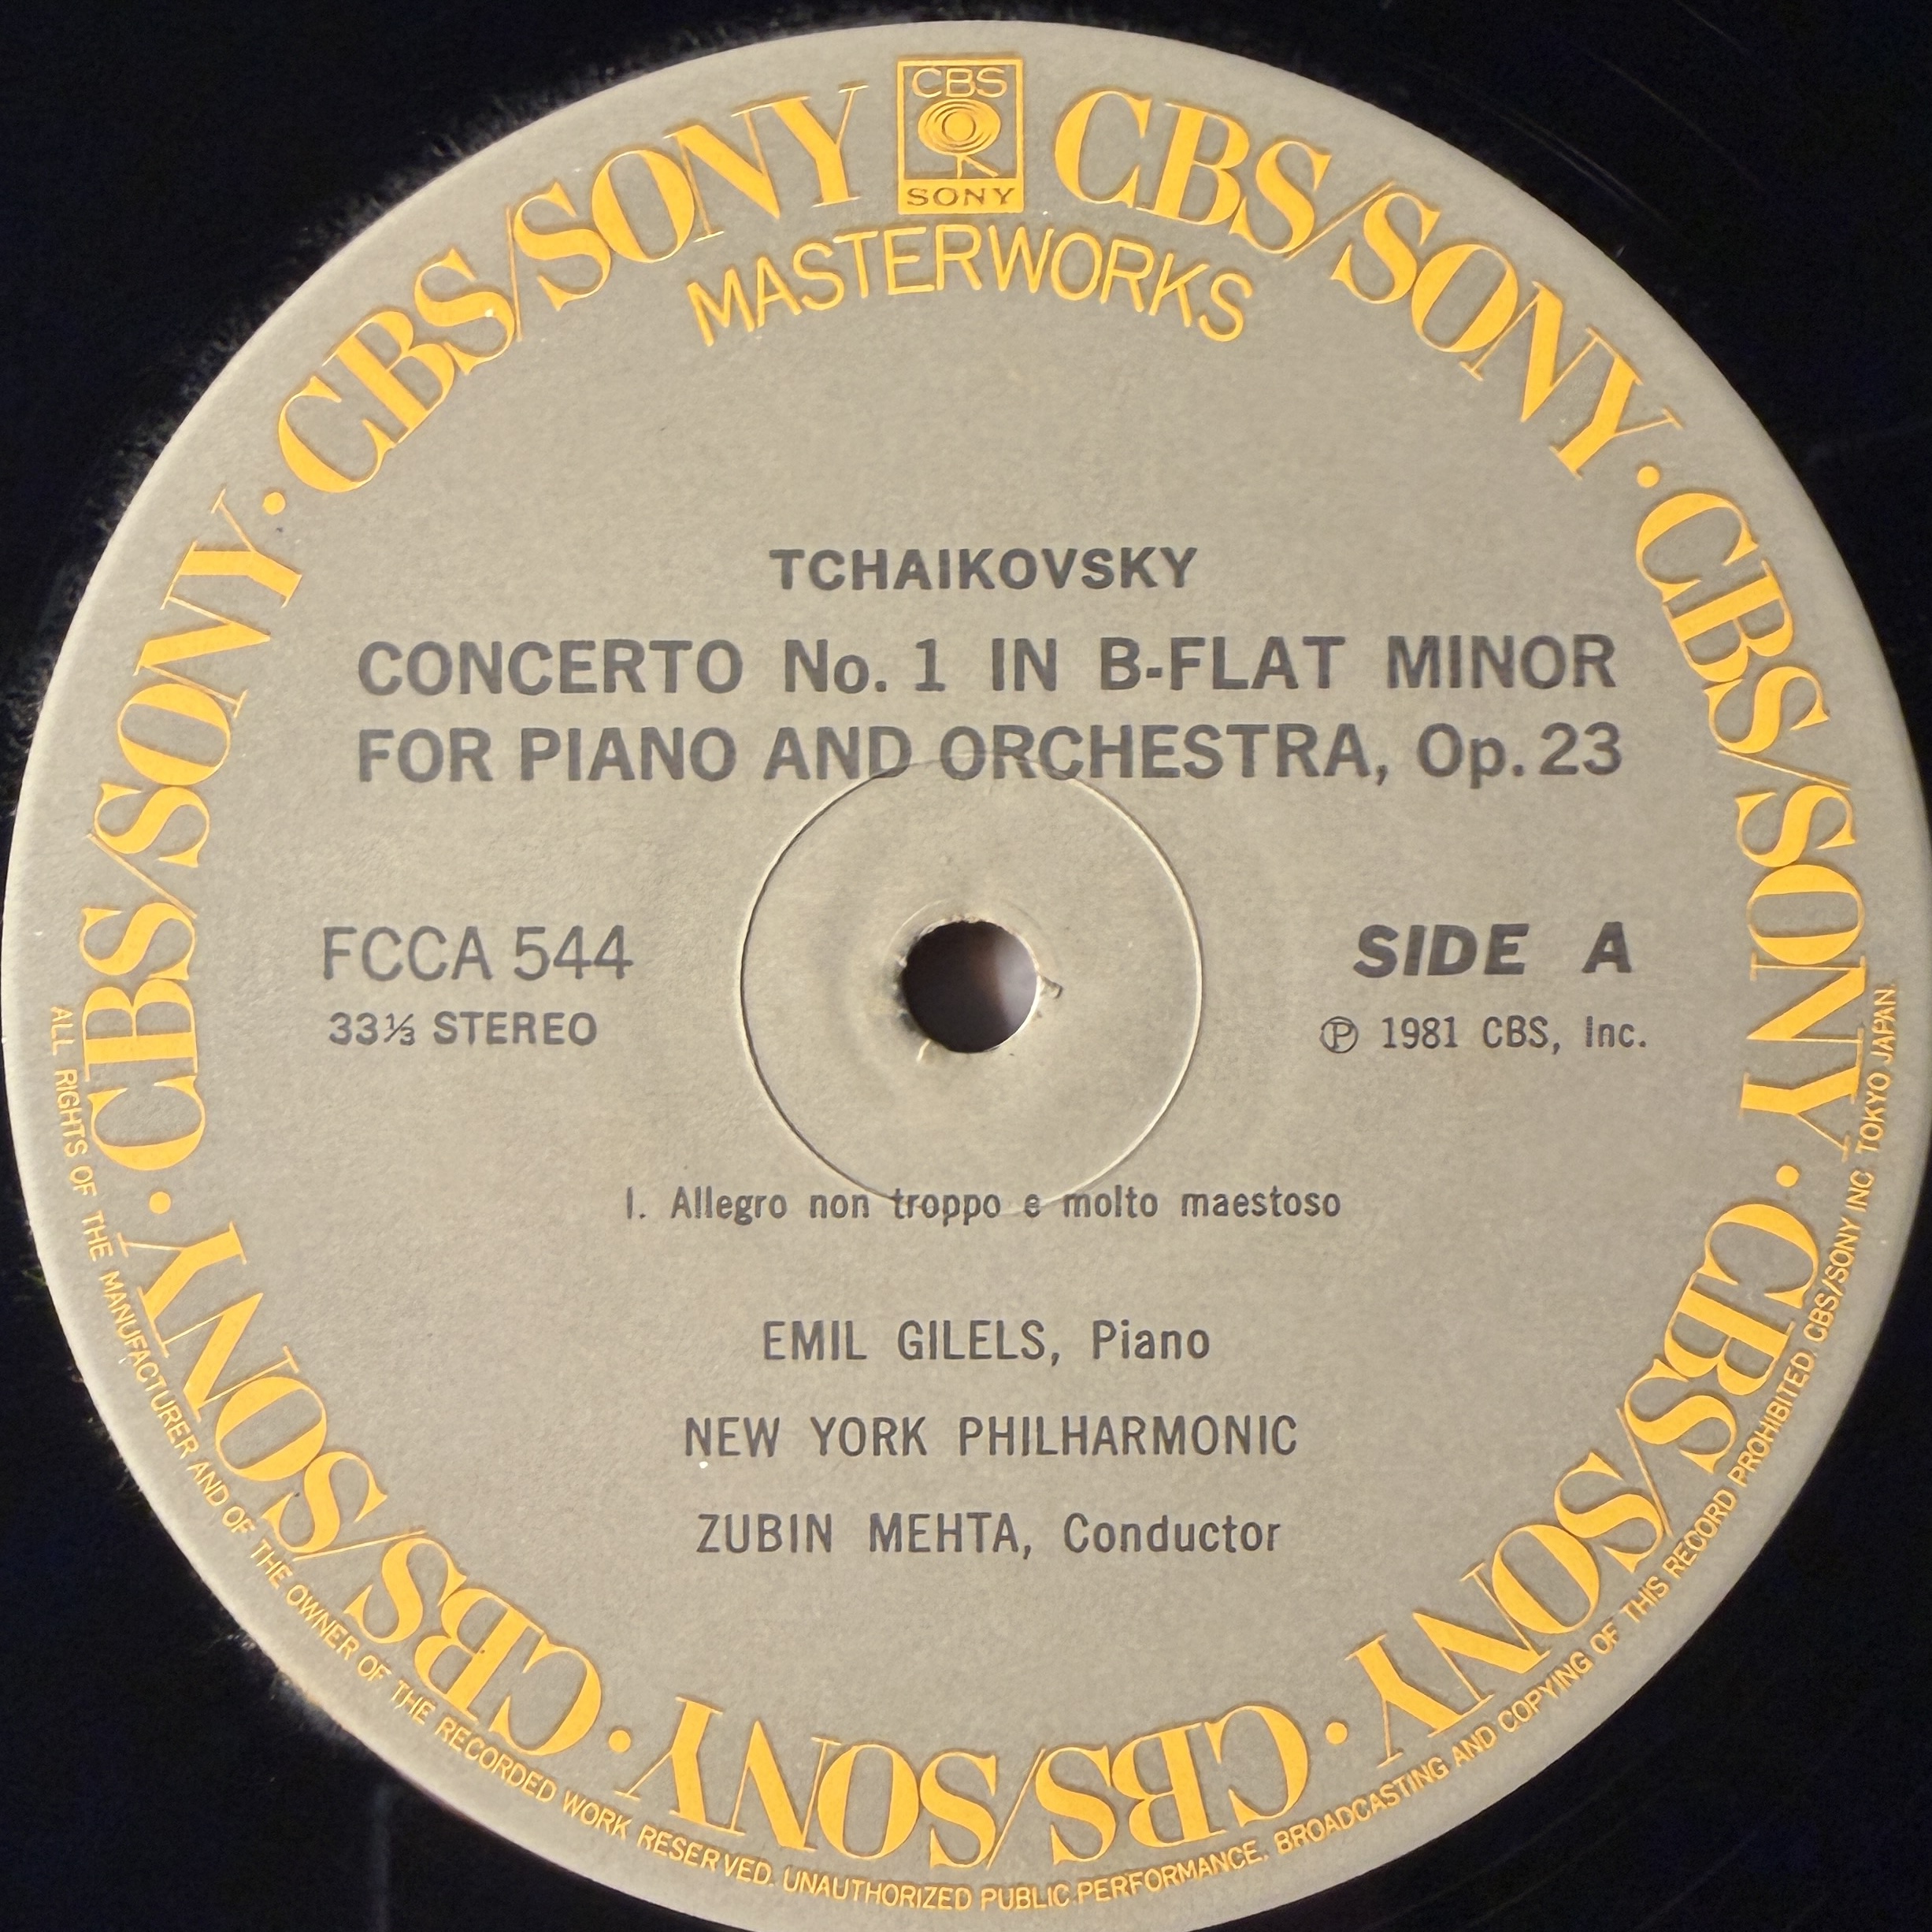 CBS
SONY
CBS/SONY · CBS/SONY · CBS/SONY · CBS/SONY · CBS/SONY · CBS/SONY · CBS/SONY
MASTERWORKS
TCHAIKOVSKY
CONCERTO No. 1 IN B-FLAT MINOR
FOR PIANO AND ORCHESTRA, Op. 23
FCCA 544
33⅓ STEREO
SIDE A
Ⓟ 1981 CBS, Inc.
I. Allegro non troppo e molto maestoso
EMIL GILELS, Piano
NEW YORK PHILHARMONIC
ZUBIN MEHTA, Conductor
ALL RIGHTS OF THE MANUFACTURER AND OF THE OWNER OF THE RECORDED WORK RESERVED. UNAUTHORIZED PUBLIC PERFORMANCE, BROADCASTING AND COPYING OF THIS RECORD PROHIBITED. CBS/SONY INC TOKYO, JAPAN.